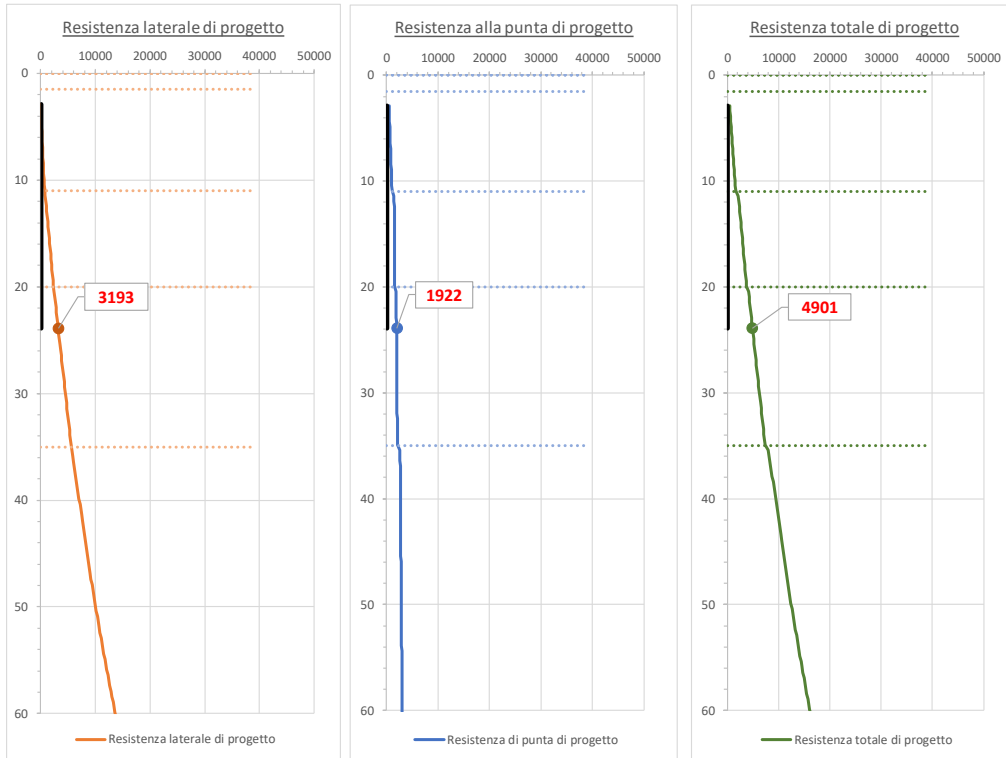 Resistenza laterale di progetto
0 10000 20000 30000 40000 50000
0
10
20
30
40
50
60
3193
Resistenza laterale di progetto
Resistenza alla punta di progetto
0 10000 20000 30000 40000 50000
0
10
20
30
40
50
60
1922
Resistenza di punta di progetto
Resistenza totale di progetto
0 10000 20000 30000 40000 50000
0
10
20
30
40
50
60
4901
Resistenza totale di progetto